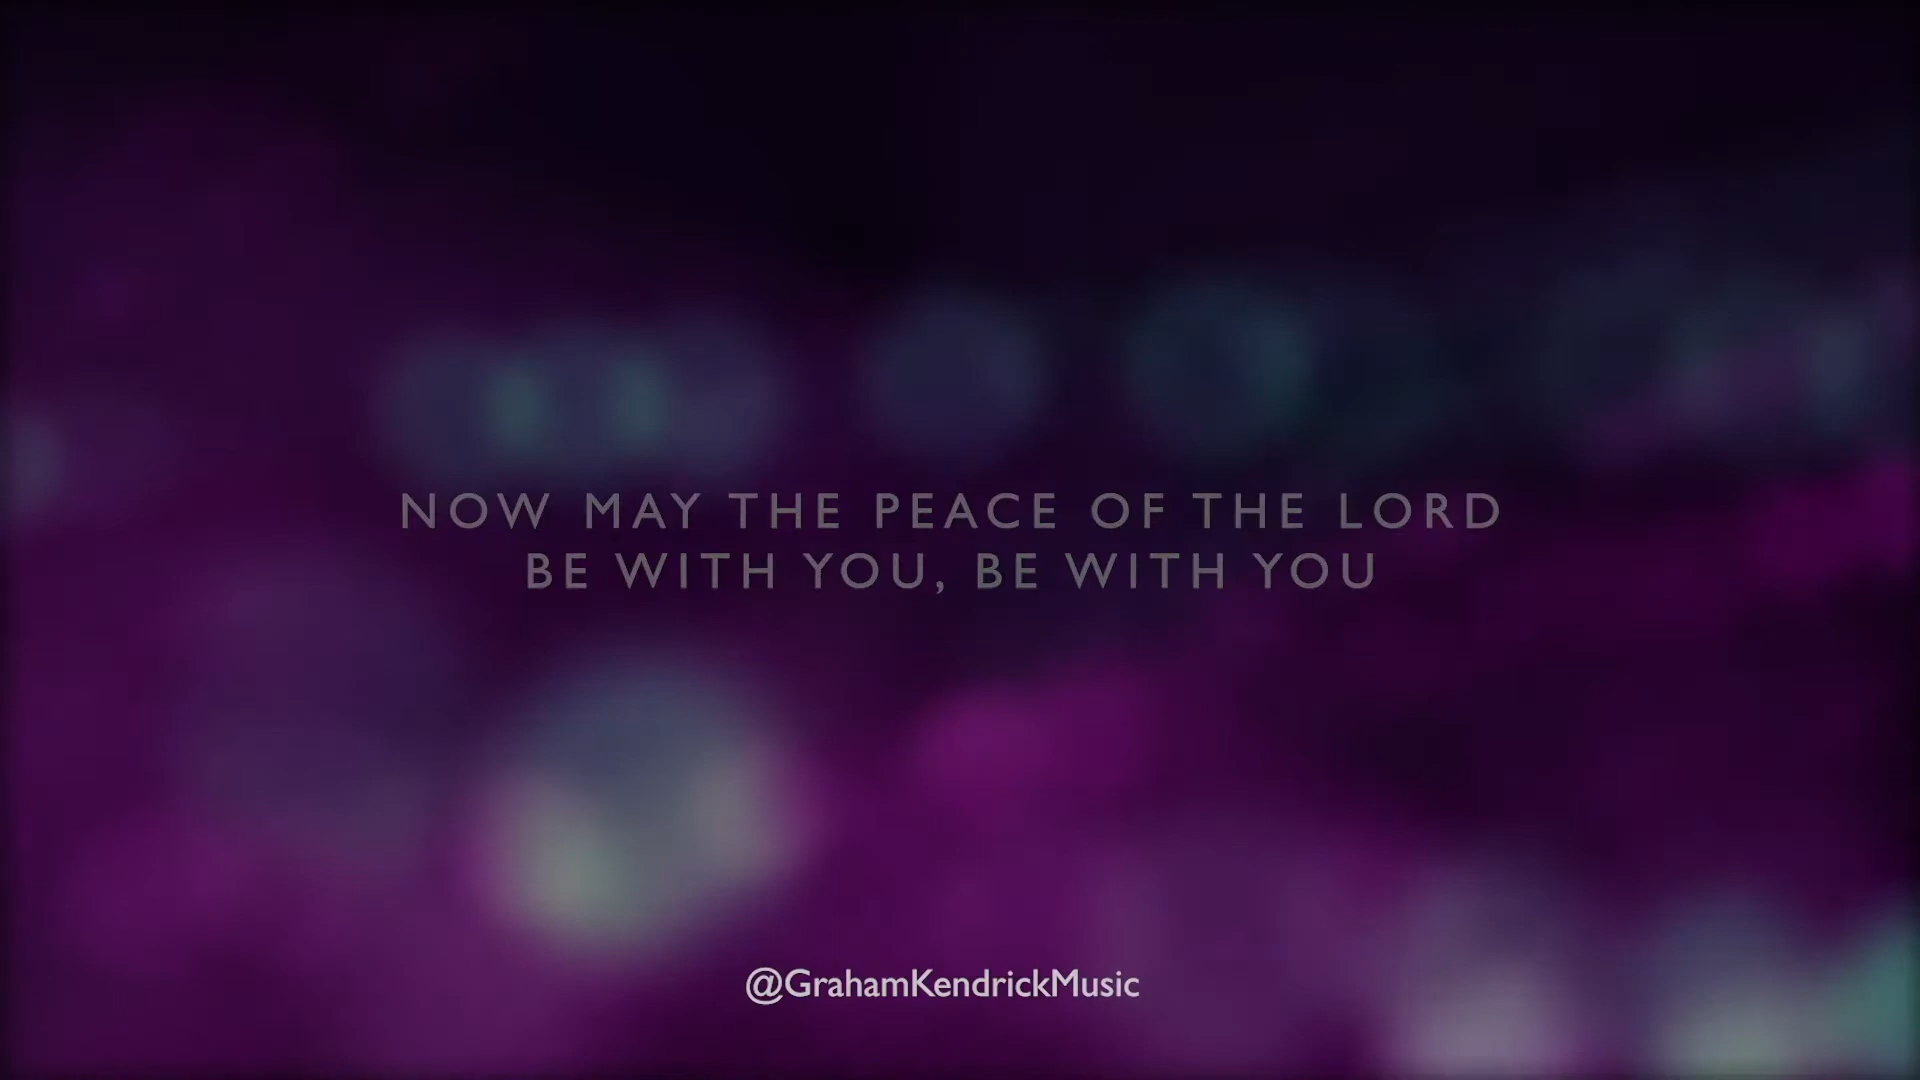 NOW MAY THE PEACE OF THE LORD
BE WITH YOU, BE WITH YOU
@GrahamKendrickMusic